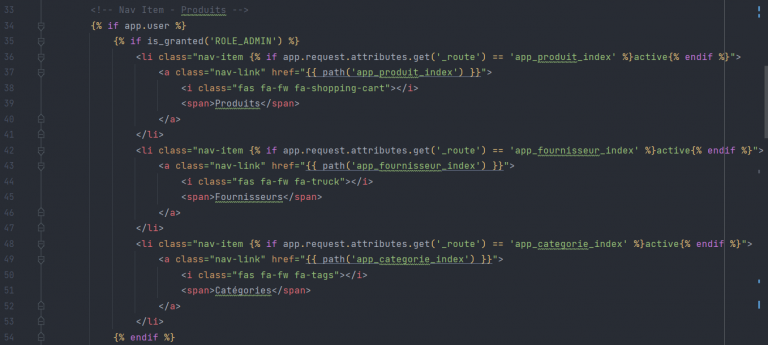 33 <!-- Nav Item - Produits -->
34 {% if app.user %}
35 {% if is_granted('ROLE_ADMIN') %}
36 <li class="nav-item {% if app.request.attributes.get('_route') == 'app_produit_index' %}active{% endif %}">
37 <a class="nav-link" href="{{ path('app_produit_index') }}">
38 <i class="fas fa-fw fa-shopping-cart"></i>
39 <span>Produits</span>
40 </a>
41 </li>
42 <li class="nav-item {% if app.request.attributes.get('_route') == 'app_fournisseur_index' %}active{% endif %}">
43 <a class="nav-link" href="{{ path('app_fournisseur_index') }}">
44 <i class="fas fa-fw fa-truck"></i>
45 <span>Fournisseurs</span>
46 </a>
47 </li>
48 <li class="nav-item {% if app.request.attributes.get('_route') == 'app_categorie_index' %}active{% endif %}">
49 <a class="nav-link" href="{{ path('app_categorie_index') }}">
50 <i class="fas fa-fw fa-tags"></i>
51 <span>Catégories</span>
52 </a>
53 </li>
54 {% endif %}